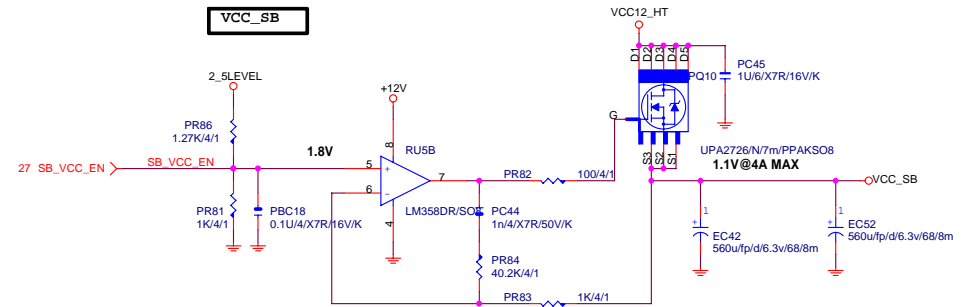 VCC_SB
VCC12_HT
D1 D2 D3 D4 D5
PC45
1U/6/X7R/16V/K
PQ10
G
S3 S2 S1
UPA2726/N/7m/PPAKSO8
1.1V@4A MAX
2_5LEVEL
+12V
PR86
1.27K/4/1
1.8V
RU5B
8
27 SB_VCC_EN
SB_VCC_EN
5
+
6
-
7
4
LM358DR/SO8
PR82
100/4/1
VCC_SB
PR81
1K/4/1
PBC18
0.1U/4/X7R/16V/K
PC44
1n/4/X7R/50V/K
1
EC42
560u/fp/d/6.3v/68/8m
1
EC52
560u/fp/d/6.3v/68/8m
PR84
40.2K/4/1
PR83
1K/4/1